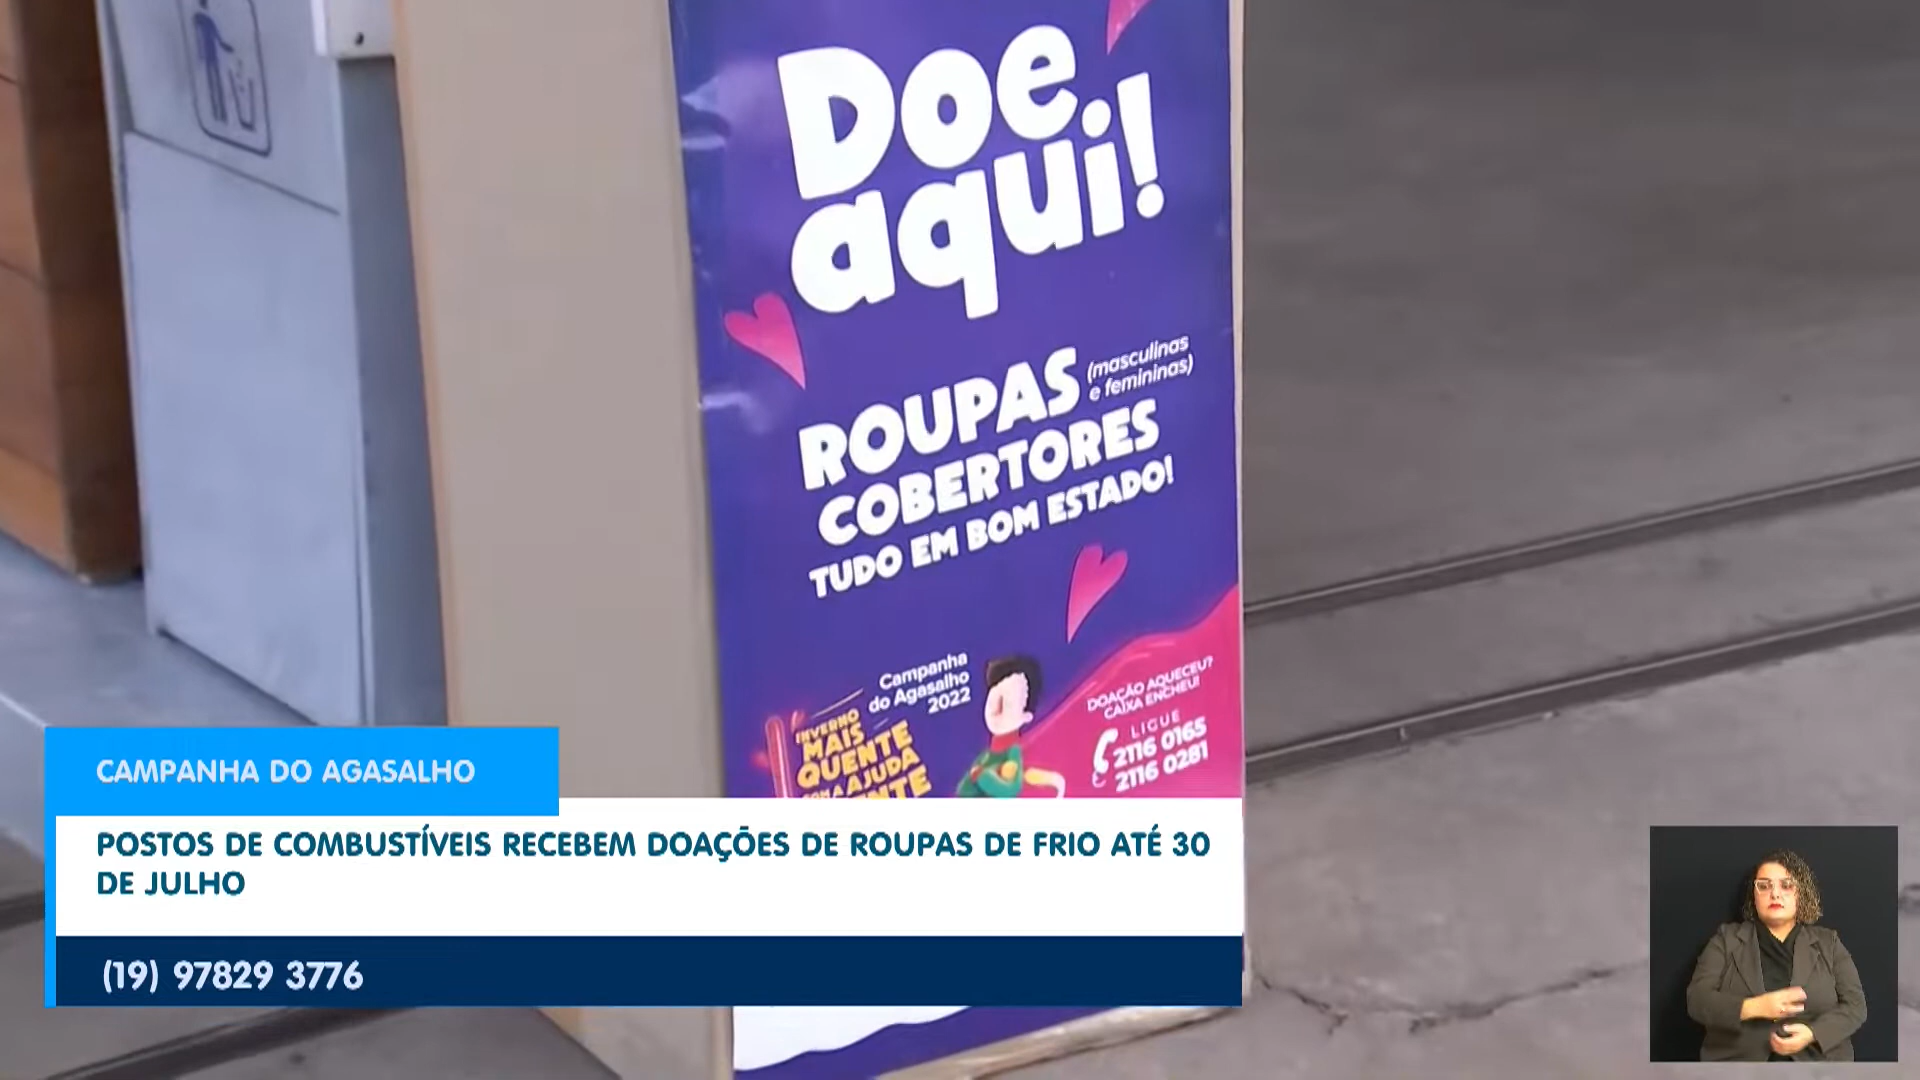 Doe
aqui!
ROUPAS (masculinas
e femininas)
COBERTORES
TUDO EM BOM ESTADO!
Campanha
do Agasalho
2022
INVERNO
MAIS
QUENTE
COM A AJUDA
DOAÇÃO AQUECEU?
CAIXA ENCHEU!
LIGUE
2116 0165
2116 0281
CAMPANHA DO AGASALHO
POSTOS DE COMBUSTÍVEIS RECEBEM DOAÇÕES DE ROUPAS DE FRIO ATÉ 30
DE JULHO
(19) 97829 3776